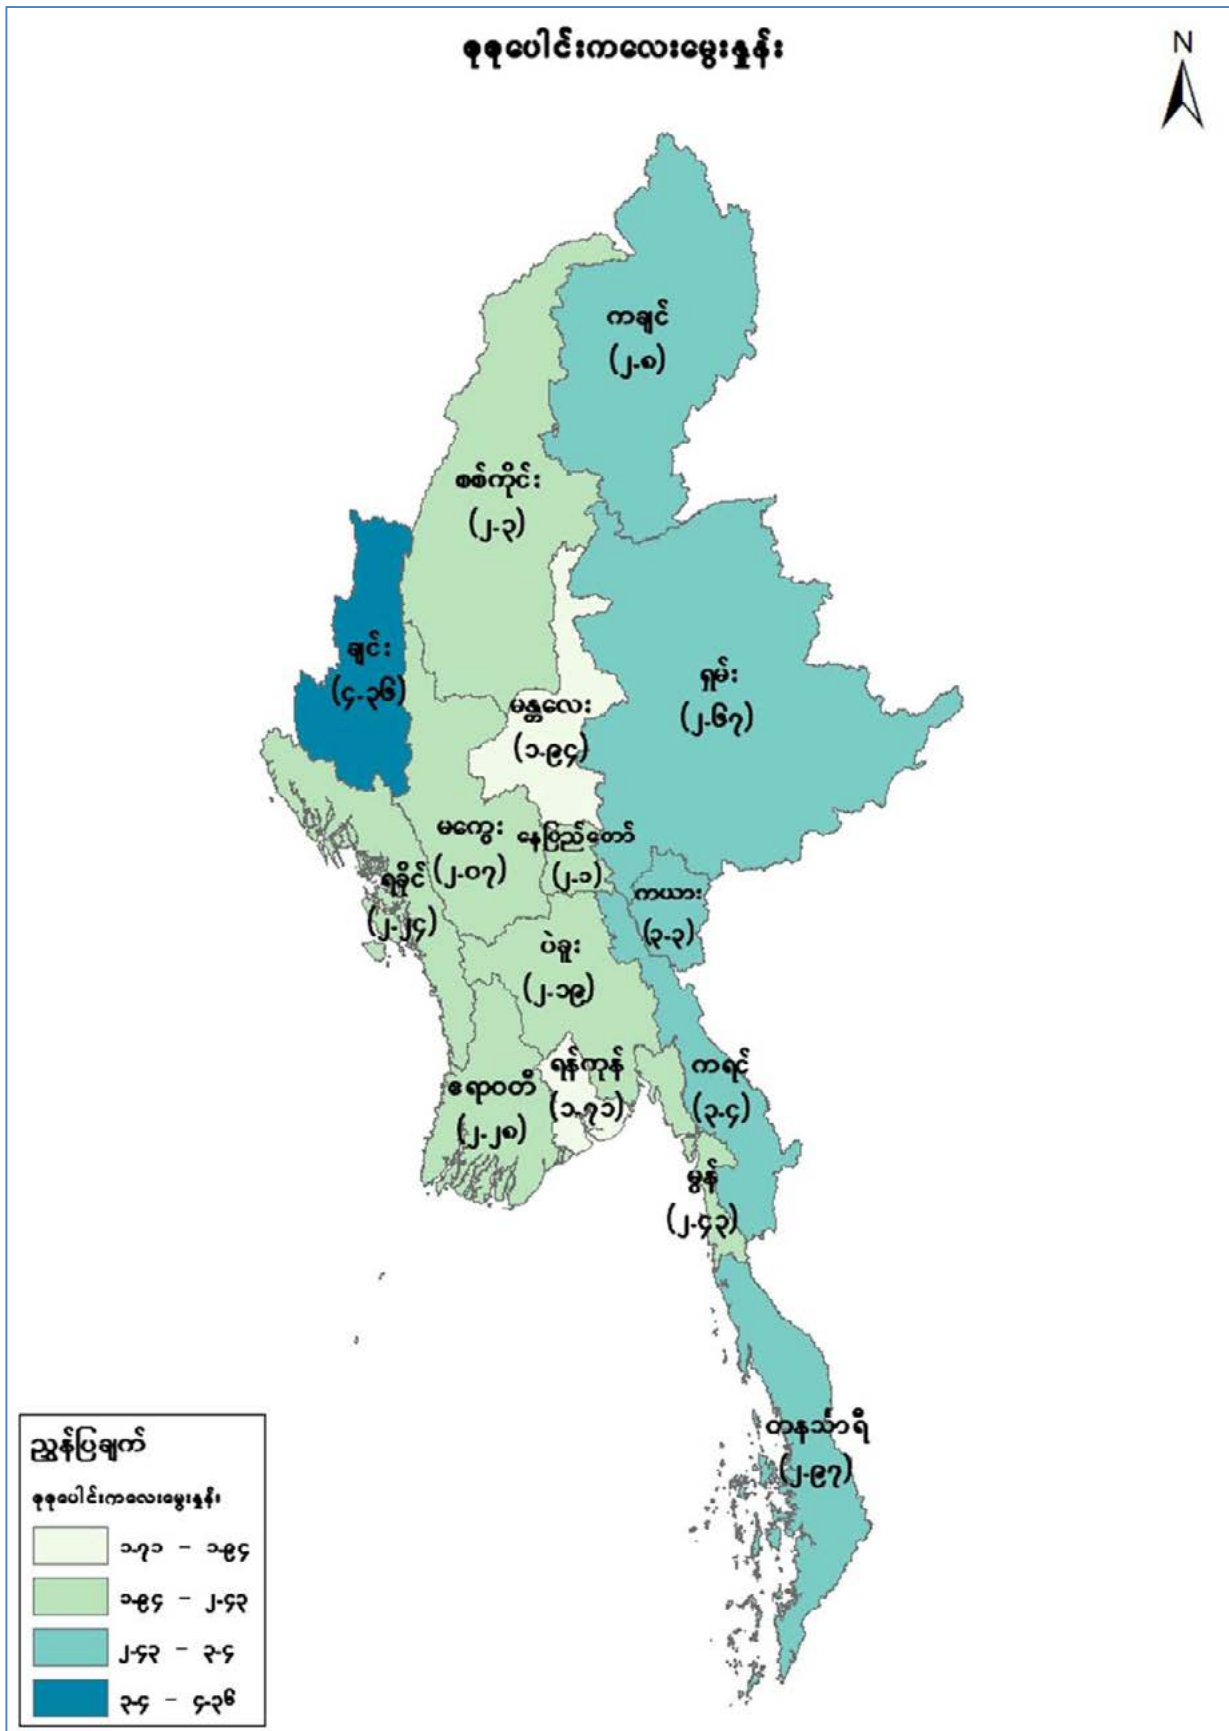 စုစုပေါင်းကလေးမွေးနှုန်း
N
ကချင်
(၂.၈)
စစ်ကိုင်း
(၂.၃)
ချင်း
(၄.၃၆)
ရှမ်း
(၂.၆၇)
မန္တလေး
(၁.၉၄)
မကွေး
(၂.၀၇)
နေပြည်တော်
(၂.၁)
ရခိုင်
(၂.၂၄)
ကယား
(၃.၃)
ပဲခူး
(၂.၁၉)
ရန်ကုန်
(၁.၇၁)
ဧရာဝတီ
(၂.၂၈)
ကရင်
(၃.၄)
မွန်
(၂.၄၃)
တနင်္သာရီ
(၂.၉၇)
ညွှန်ပြချက်
စုစုပေါင်းကလေးမွေးနှုန်း
၁.၇၁ – ၁.၉၄
၁.၉၄ – ၂.၄၃
၂.၄၃ – ၃.၄
၃.၄ – ၄.၃၆